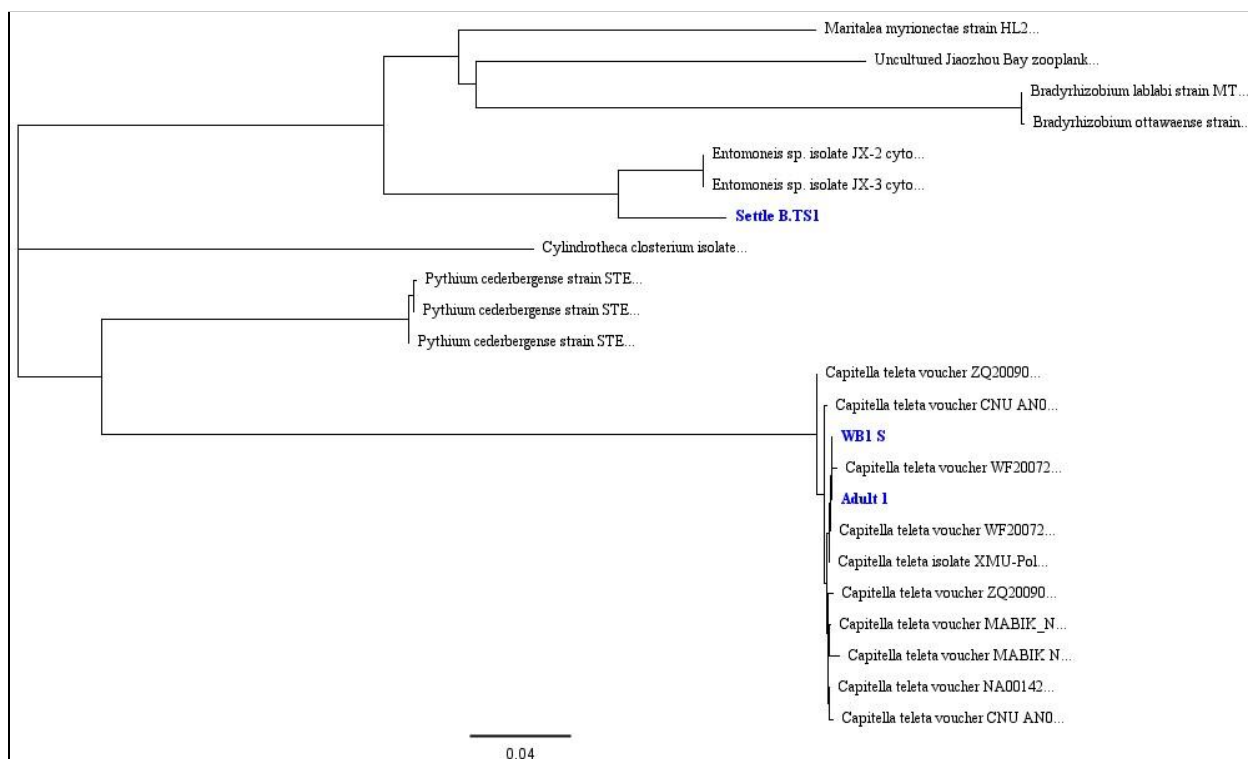 Maritalea myrionectae strain HL2...
Uncultured Jiaozhou Bay zooplank...
Bradyrhizobium lablabi strain MT...
Bradyrhizobium ottawaense strain...
Entomoneis sp. isolate JX-2 cyto...
Entomoneis sp. isolate JX-3 cyto...
Settle B.TS1
Cylindrotheca closterium isolate...
Pythium cederbergense strain STE...
Pythium cederbergense strain STE...
Pythium cederbergense strain STE...
Capitella teleta voucher ZQ20090...
Capitella teleta voucher CNU AN0...
WB1 S
Capitella teleta voucher WF20072...
Adult 1
Capitella teleta voucher WF20072...
Capitella teleta isolate XMU-Pol...
Capitella teleta voucher ZQ20090...
Capitella teleta voucher MABIK_N...
Capitella teleta voucher MABIK N...
Capitella teleta voucher NA00142...
Capitella teleta voucher CNU AN0...
0.04